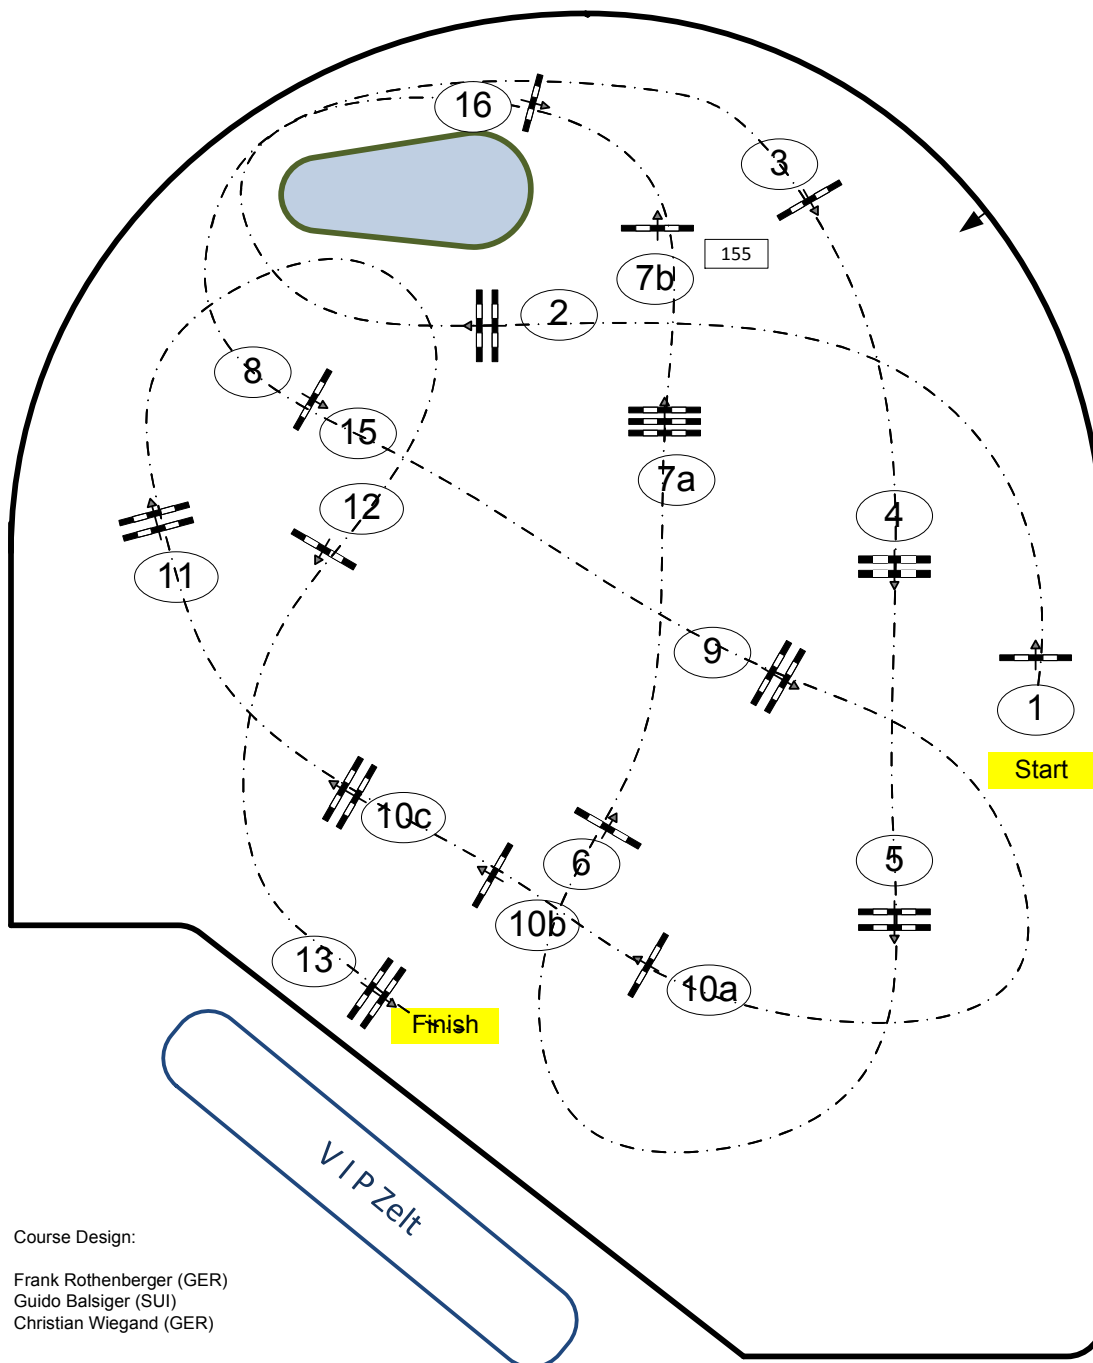 16
3
155
7b
2
8
15
7a
12
4
11
9
1
Start
10c
6
5
10b
13
10a
Finish
VIP Zelt
Course Design:
Frank Rothenberger (GER)
Guido Balsiger (SUI)
Christian Wiegand (GER)